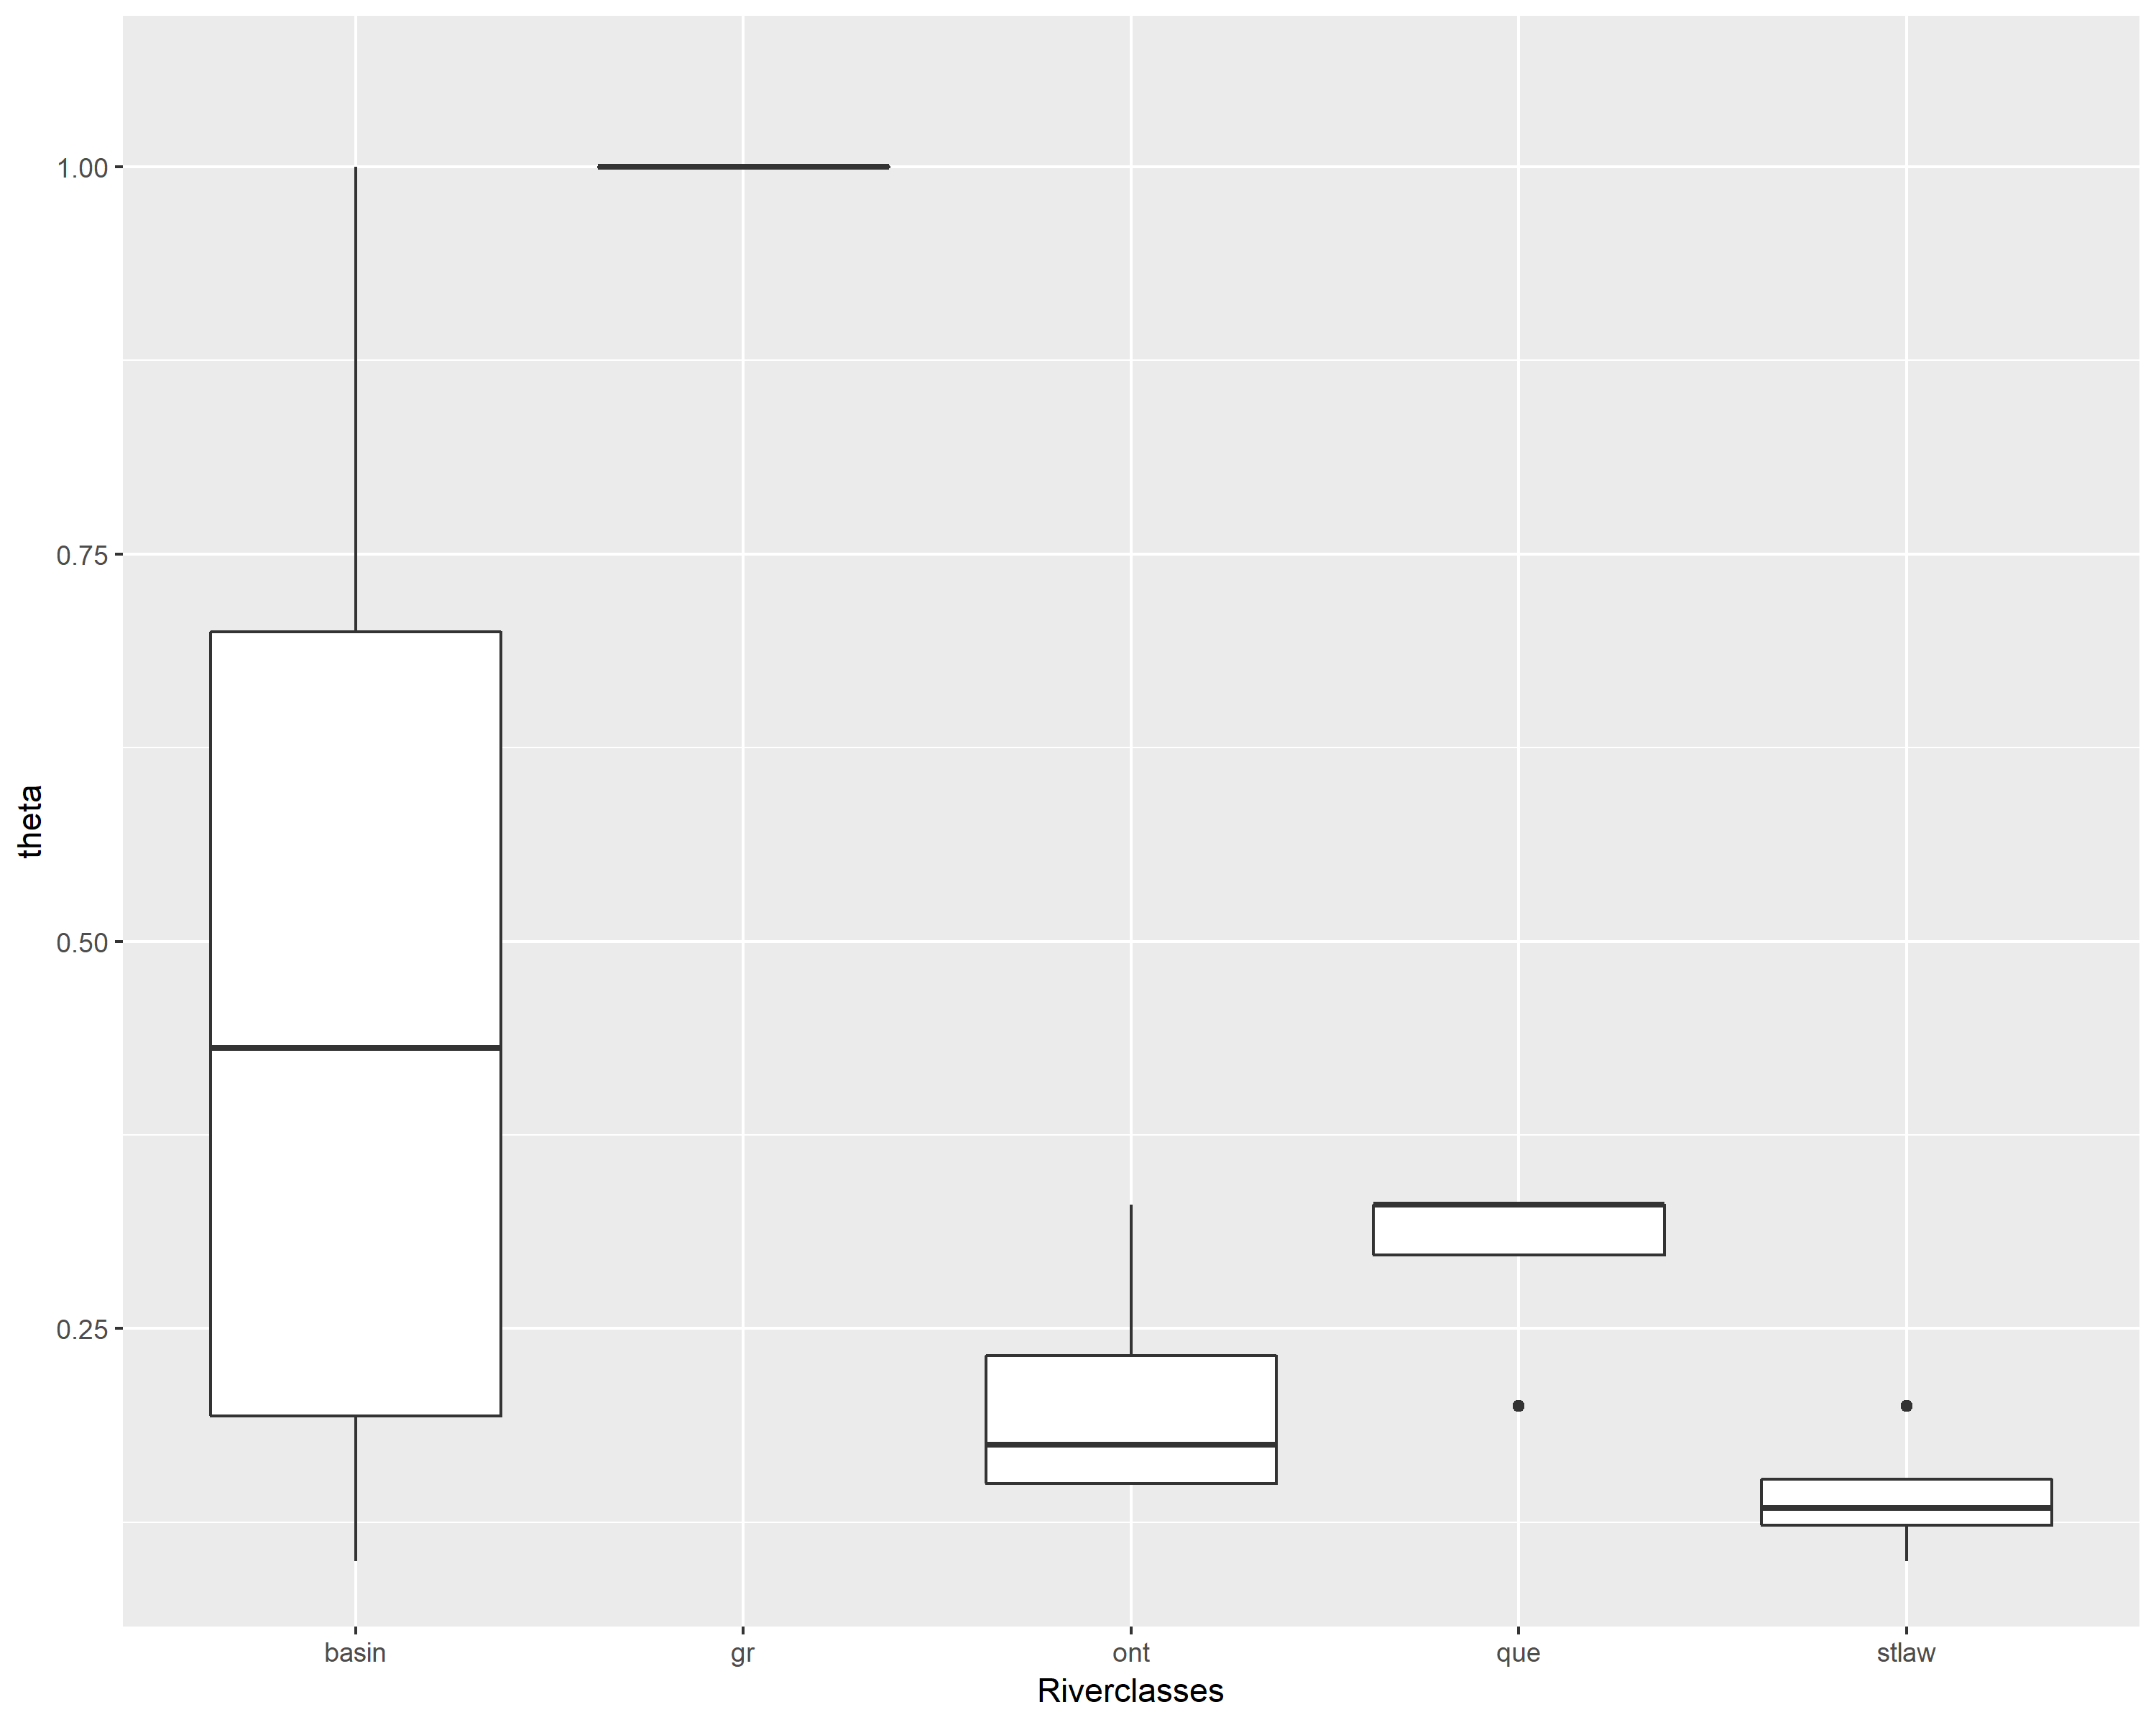 theta
1.00
0.75
0.50
0.25
basin gr ont que stlaw
Riverclasses